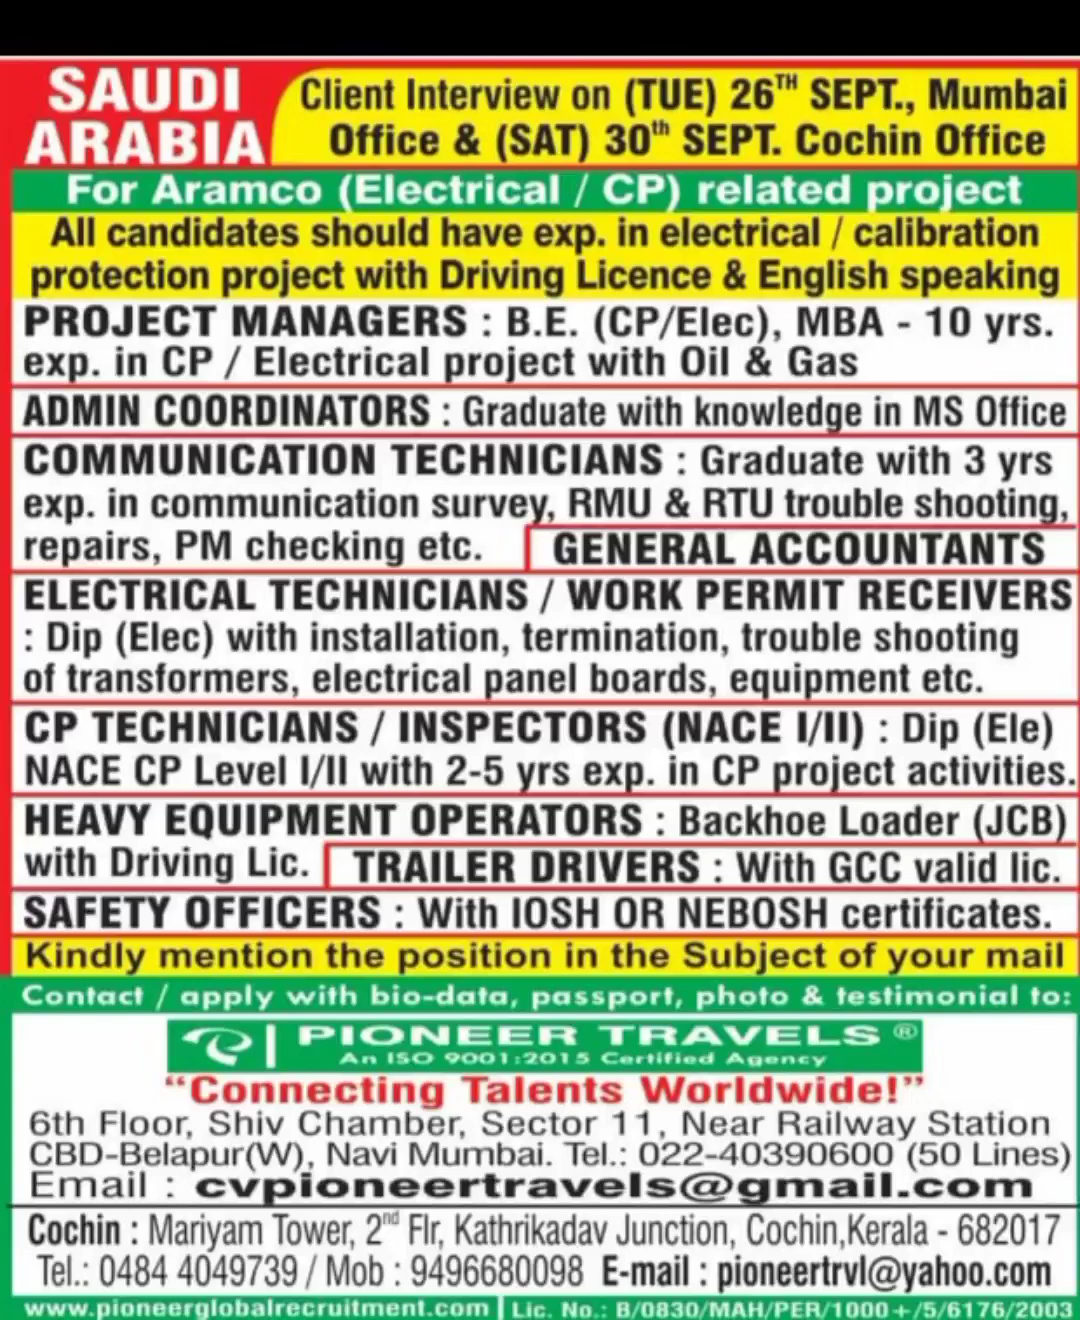 SAUDI
ARABIA
Client Interview on (TUE) 26TH SEPT., Mumbai
Office & (SAT) 30th SEPT. Cochin Office
For Aramco (Electrical / CP) related project
All candidates should have exp. in electrical / calibration
protection project with Driving Licence & English speaking
PROJECT MANAGERS : B.E. (CP/Elec), MBA - 10 yrs.
exp. in CP / Electrical project with Oil & Gas
ADMIN COORDINATORS : Graduate with knowledge in MS Office
COMMUNICATION TECHNICIANS : Graduate with 3 yrs
exp. in communication survey, RMU & RTU trouble shooting,
repairs, PM checking etc.
GENERAL ACCOUNTANTS
ELECTRICAL TECHNICIANS / WORK PERMIT RECEIVERS
: Dip (Elec) with installation, termination, trouble shooting
of transformers, electrical panel boards, equipment etc.
CP TECHNICIANS / INSPECTORS (NACE I/II) : Dip (Ele)
NACE CP Level I/II with 2-5 yrs exp. in CP project activities.
HEAVY EQUIPMENT OPERATORS : Backhoe Loader (JCB)
with Driving Lic.
TRAILER DRIVERS : With GCC valid lic.
SAFETY OFFICERS : With IOSH OR NEBOSH certificates.
Kindly mention the position in the Subject of your mail
Contact / apply with bio-data, passport, photo & testimonial to:
PIONEER TRAVELS ®
An ISO 9001:2015 Certified Agency
“Connecting Talents Worldwide!”
6th Floor, Shiv Chamber, Sector 11, Near Railway Station
CBD-Belapur(W), Navi Mumbai. Tel.: 022-40390600 (50 Lines)
Email : cvpioneertravels@gmail.com
Cochin : Mariyam Tower, 2nd Flr, Kathrikadav Junction, Cochin,Kerala - 682017
Tel.: 0484 4049739 / Mob : 9496680098 E-mail : pioneertrvl@yahoo.com
www.pioneerglobalrecruitment.com Lic. No.: B/0830/MAH/PER/1000+/5/6176/2003